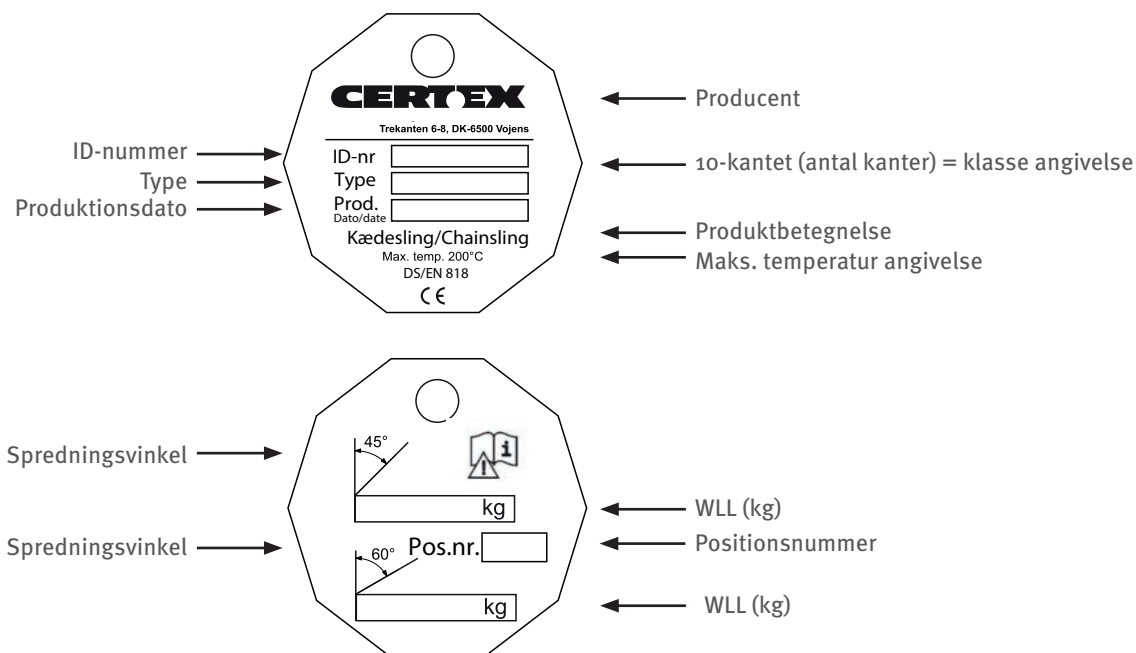 CERTEX
Producent
Trekanten 6-8, DK-6500 Vojens
ID-nummer
ID-nr
10-kantet (antal kanter) = klasse angivelse
Type
Type
Produktionsdato
Prod.
Dato/date
Kædesling/Chainsling
Produktbetegnelse
Max. temp. 200°C
Maks. temperatur angivelse
DS/EN 818
CE
Spredningsvinkel
45°
i
kg
WLL (kg)
Spredningsvinkel
60°
Pos.nr.
Positionsnummer
kg
WLL (kg)